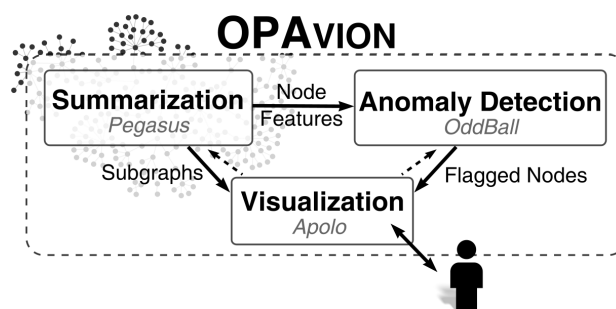 OPAVION
Summarization
Pegasus
Node
Features
Anomaly Detection
OddBall
Subgraphs
Flagged Nodes
Visualization
Apolo